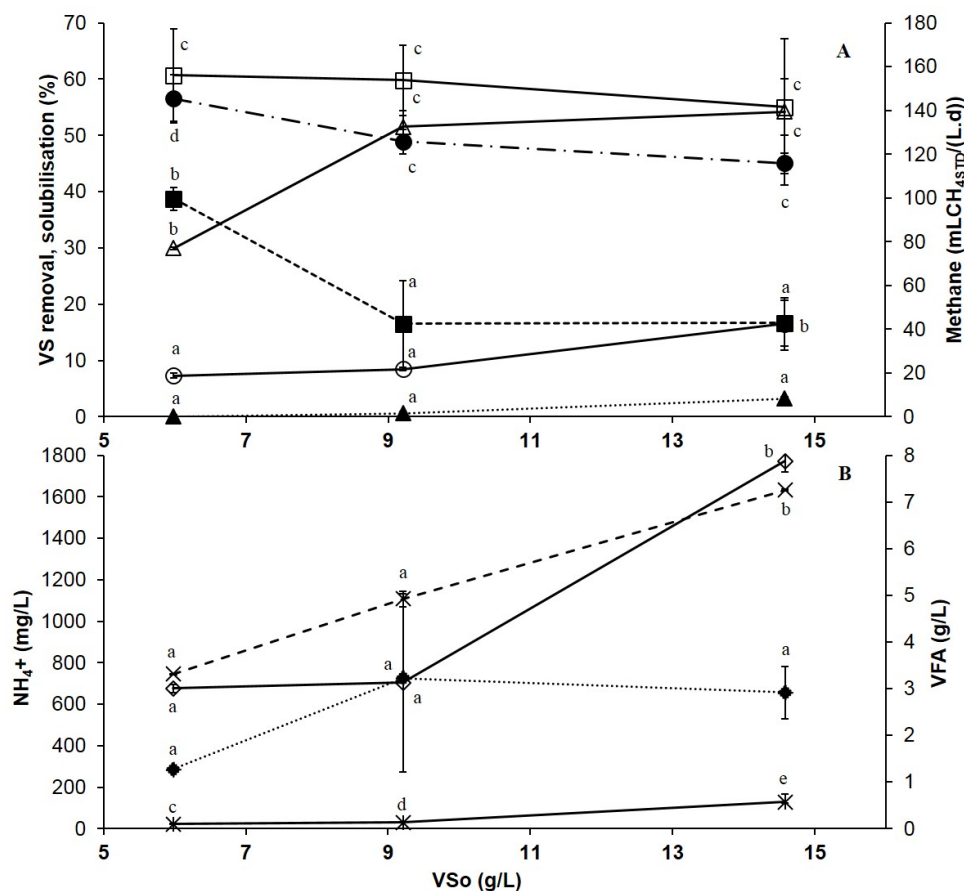 70
60
50
40
30
20
10
0
VS removal, solubilisation (%)
180
160
140
120
100
80
60
40
20
0
Methane (mLCH4STD/(L.d))
A
c
c
c
c
c
d
c
c
b
b
a
a
b
a
a
a
a
a
5
7
9
11
13
15
1800
1600
1400
1200
1000
800
600
400
200
0
NH4+ (mg/L)
8
7
6
5
4
3
2
1
0
VFA (g/L)
B
b
b
a
a
a
a
a
a
a
c
d
e
5
7
9
11
13
15
VSo (g/L)